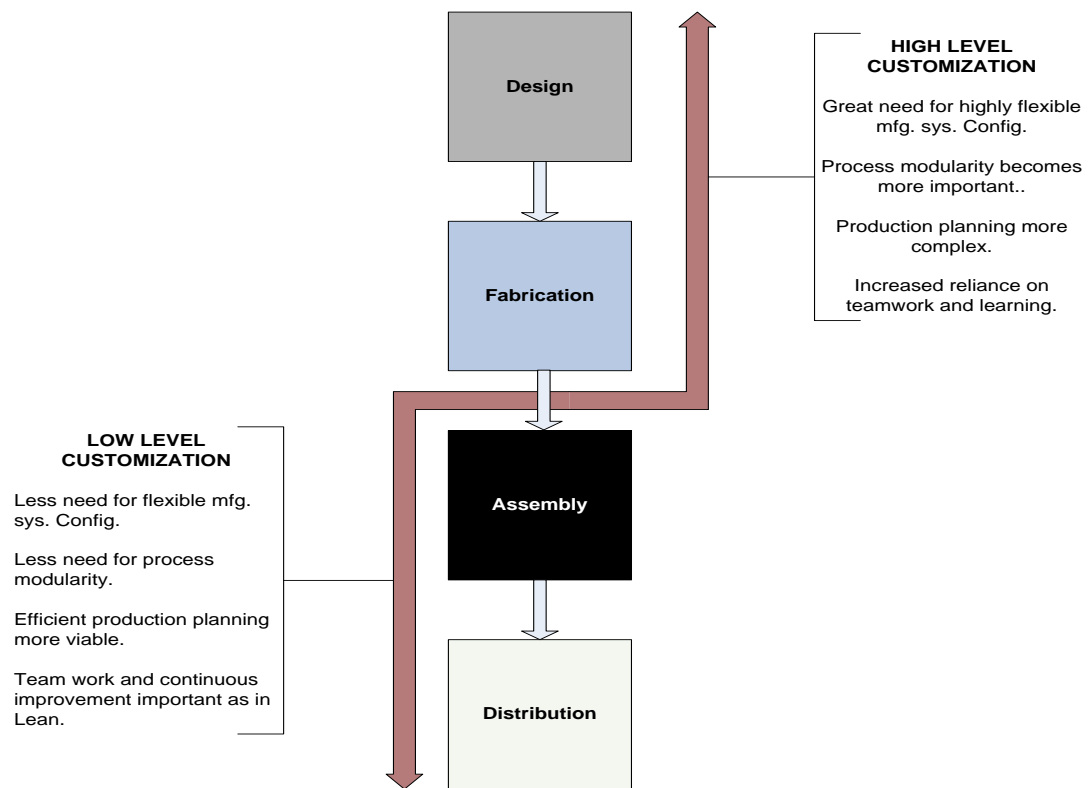 Design
HIGH LEVEL
CUSTOMIZATION
Great need for highly flexible
mfg. sys. Config.
Process modularity becomes
more important..
Production planning more
complex.
Increased reliance on
teamwork and learning.
Fabrication
LOW LEVEL
CUSTOMIZATION
Less need for flexible mfg.
sys. Config.
Less need for process
modularity.
Efficient production planning
more viable.
Team work and continuous
improvement important as in
Lean.
Assembly
Distribution